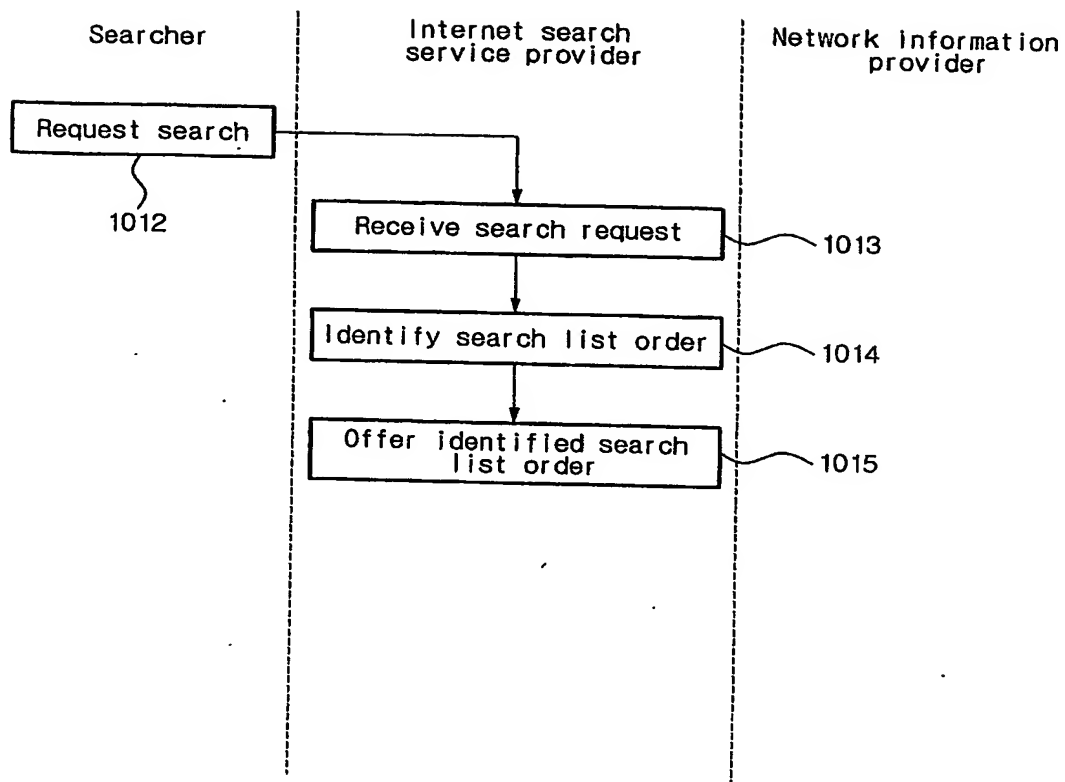 Searcher
Internet search
service provider
Network information
provider
Request search
1012
Receive search request
1013
Identify search list order
1014
Offer identified search
list order
1015